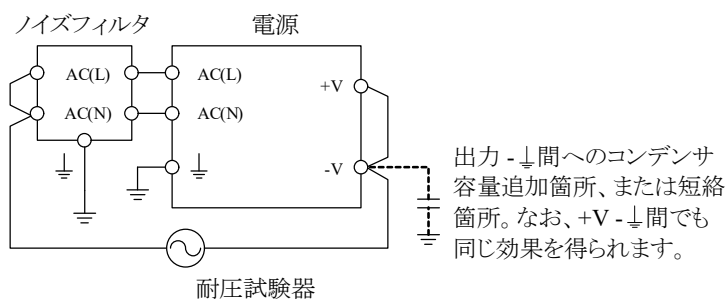 ノイズフィルタ
電源
AC(L)
AC(L)
+V
AC(N)
AC(N)
-V
出力 -⏚間へのコンデンサ
容量追加箇所、または短絡
箇所。なお、+V -⏚間でも
同じ効果を得られます。
耐圧試験器